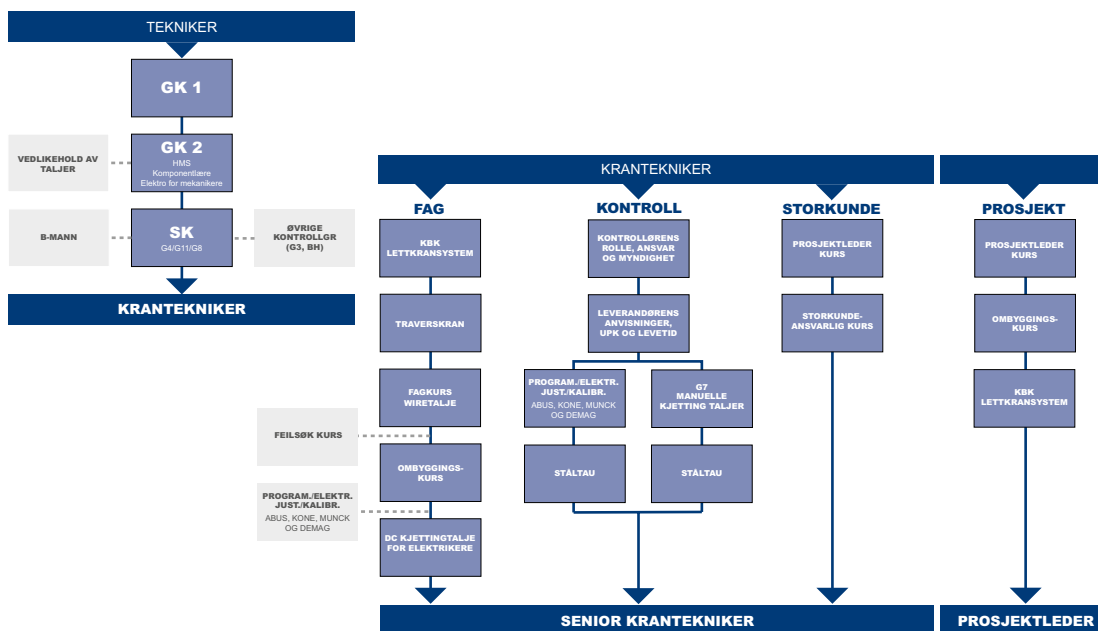 TEKNIKER
GK 1
VEDLIKEHOLD AV
TALJER
GK 2
HMS
Komponentlære
Elektro for mekanikere
B-MANN
SK
G4/G11/G8
ØVRIGE
KONTROLLGR
(G3, BH)
KRANTEKNIKER
KRANTEKNIKER
FAG
KBK
LETTKRANSYSTEM
TRAVERSKRAN
FAGKURS
WIRETALJE
FEILSØK KURS
OMBYGGINGS-
KURS
PROGRAM./ELEKTR.
JUST./KALIBR.
ABUS, KONE, MUNCK
OG DEMAG
DC KJETTINGTALJE
FOR ELEKTRIKERE
KONTROLL
KONTROLLØRENS
ROLLE, ANSVAR
OG MYNDIGHET
LEVERANDØRENS
ANVISNINGER,
UPK OG LEVETID
PROGRAM./ELEKTR.
JUST./KALIBR.
ABUS, KONE, MUNCK
OG DEMAG
G7
MANUELLE
KJETTING TALJER
STÅLTAU
STÅLTAU
STORKUNDE
PROSJEKTLEDER
KURS
STORKUNDE-
ANSVARLIG KURS
SENIOR KRANTEKNIKER
PROSJEKT
PROSJEKTLEDER
KURS
OMBYGGINGS-
KURS
KBK
LETTKRANSYSTEM
PROSJEKTLEDER